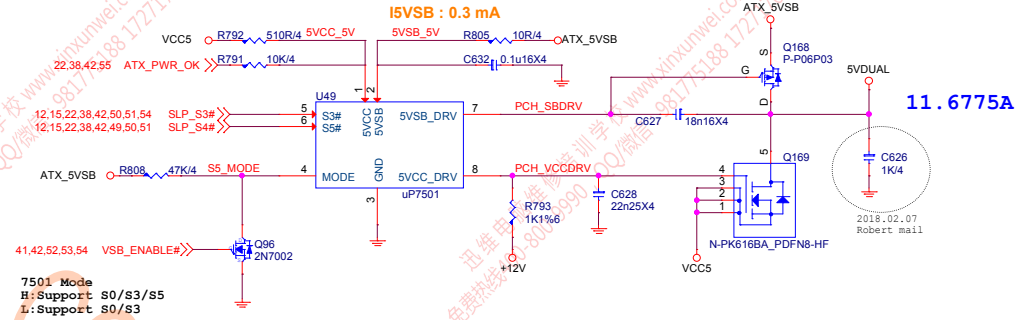 I5VSB : 0.3 mA
ATX_5VSB
VCC5
R792
510R/4
5VCC_5V
5VSB_5V
R805
10R/4
ATX_5VSB
22,38,42,55
ATX_PWR_OK
R791
10K/4
C632
0.1u16X4
S
Q168
P-P06P03
G
D
5VDUAL
11.6775A
U49
1
2
12,15,22,38,42,50,51,54
SLP_S3#
5
S3#
5VCC
5VSB
5VSB_DRV
7
PCH_SBDRV
12,15,22,38,42,49,50,51
SLP_S4#
6
S5#
C627
18n16X4
5
Q169
C626
1K/4
ATX_5VSB
R808
47K/4
S5_MODE
4
MODE
GND
5VCC_DRV
8
PCH_VCCDRV
4
3
2
1
3
uP7501
R793
1K1%6
C628
22n25X4
2018.02.07
Robert mail
41,42,52,53,54
VSB_ENABLE#
Q96
2N7002
N-PK616BA_PDFN8-HF
+12V
VCC5
7501 Mode
H:Support S0/S3/S5
L:Support S0/S3